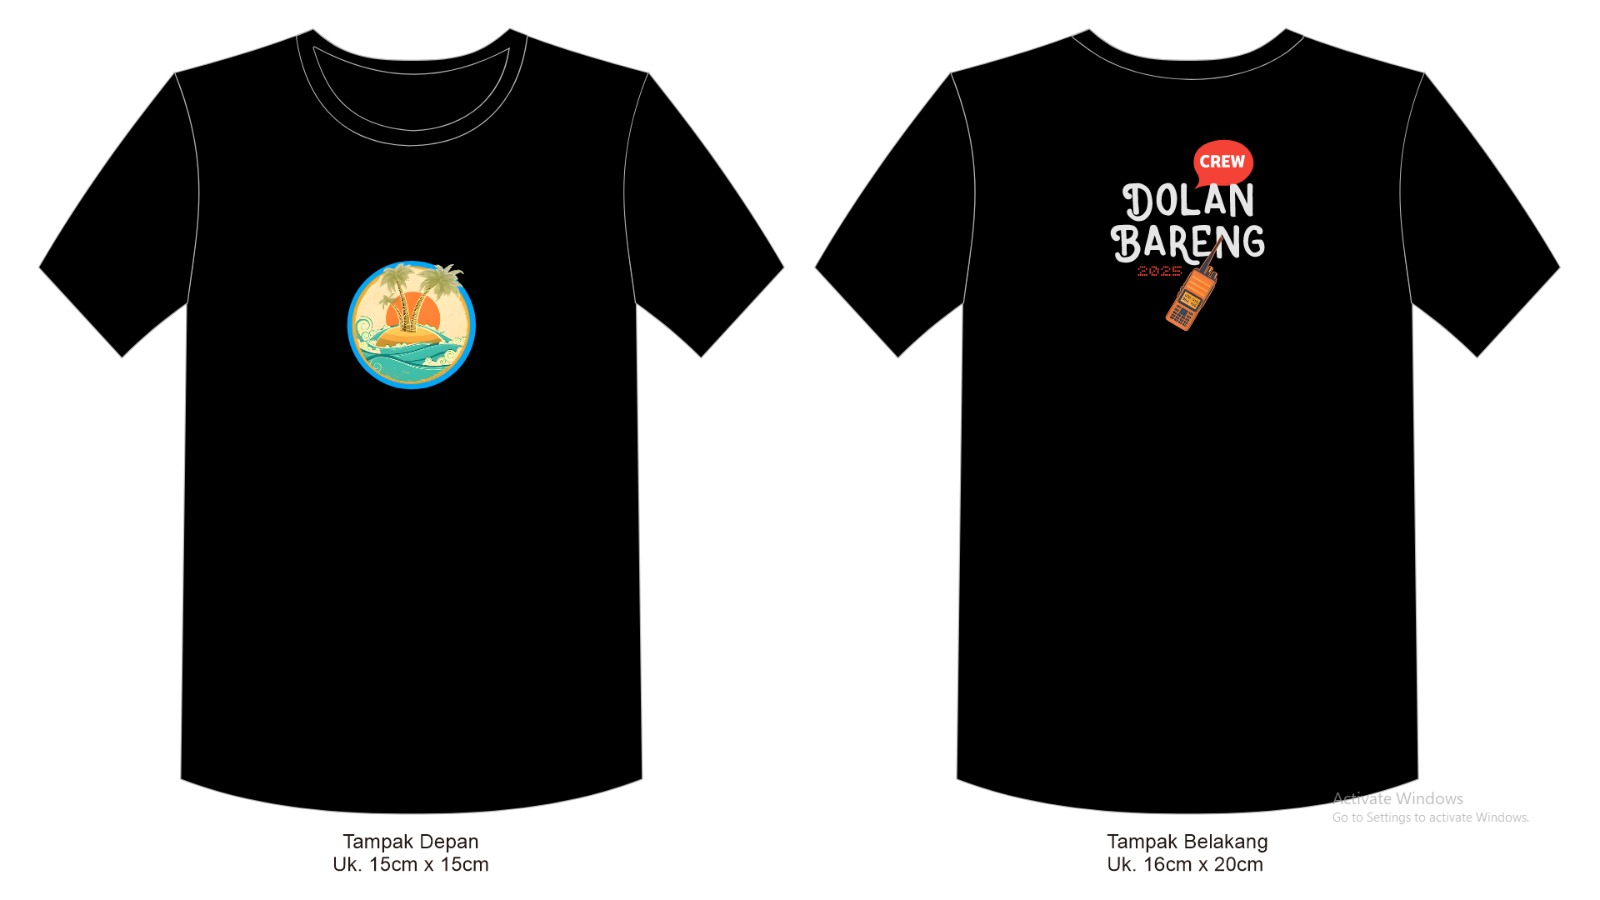 CREW
DOLAN
BARENG
2025
Activate Windows
Go to Settings to activate Windows.
Tampak Depan
Uk. 15cm x 15cm
Tampak Belakang
Uk. 16cm x 20cm